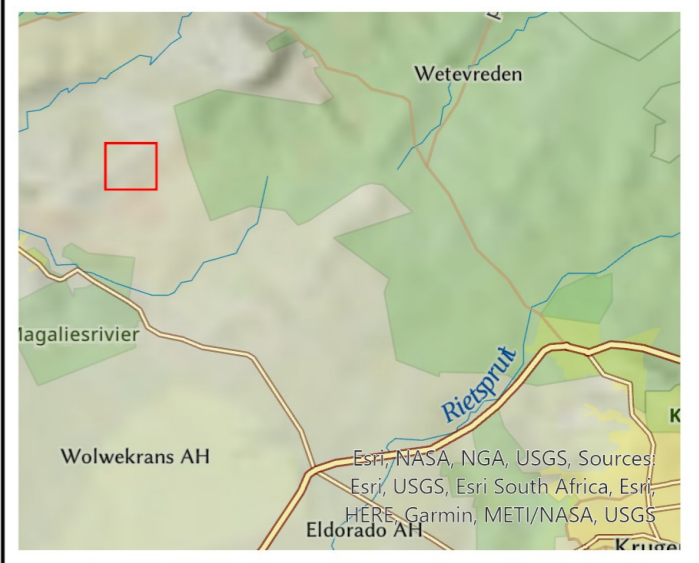 Wetevreden
Magaliesrivier
Rietspruit
Wolwekrans AH
K
Esri, NASA, NGA, USGS, Sources:
Esri, USGS, Esri South Africa, Esri,
HERE, Garmin, METI/NASA, USGS
Eldorado AH
Kruge